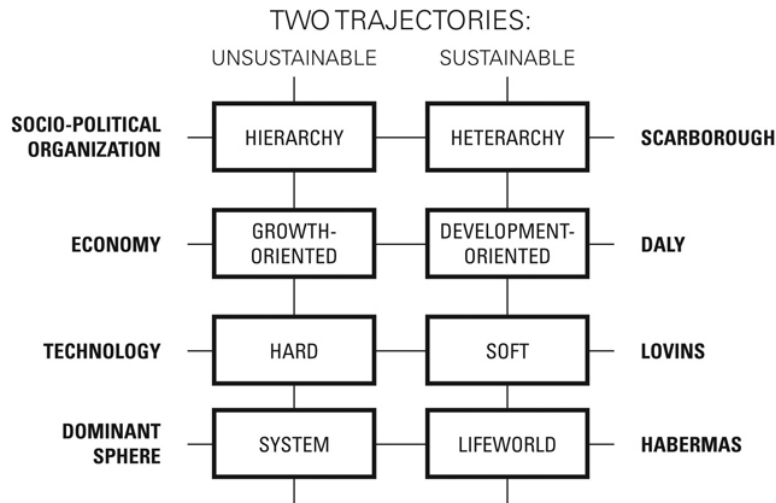 TWO TRAJECTORIES:
UNSUSTAINABLE
SUSTAINABLE
SOCIO-POLITICAL
ORGANIZATION
HIERARCHY
HETERARCHY
SCARBOROUGH
ECONOMY
GROWTH-
ORIENTED
DEVELOPMENT-
ORIENTED
DALY
TECHNOLOGY
HARD
SOFT
LOVINS
DOMINANT
SPHERE
SYSTEM
LIFEWORLD
HABERMAS